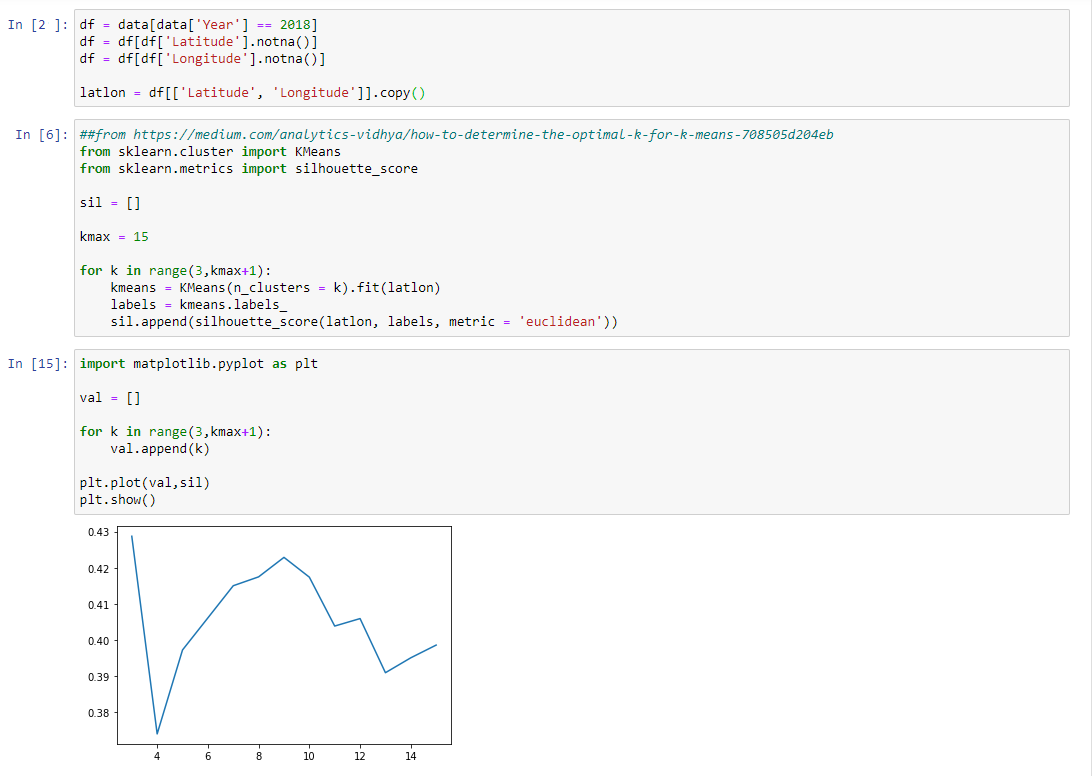 In [2 ]: df = data[data['Year'] == 2018]
df = df[df['Latitude'].notna()]
df = df[df['Longitude'].notna()]
latlon = df[['Latitude', 'Longitude']].copy()
In [6]: ##from https://medium.com/analytics-vidhya/how-to-determine-the-optimal-k-for-k-means-708505d204eb
from sklearn.cluster import KMeans
from sklearn.metrics import silhouette_score
sil = []
kmax = 15
for k in range(3,kmax+1):
    kmeans = KMeans(n_clusters = k).fit(latlon)
    labels = kmeans.labels_
    sil.append(silhouette_score(latlon, labels, metric = 'euclidean'))
In [15]: import matplotlib.pyplot as plt
val = []
for k in range(3,kmax+1):
    val.append(k)
plt.plot(val,sil)
plt.show()
0.43
0.42
0.41
0.40
0.39
0.38
4 6 8 10 12 14